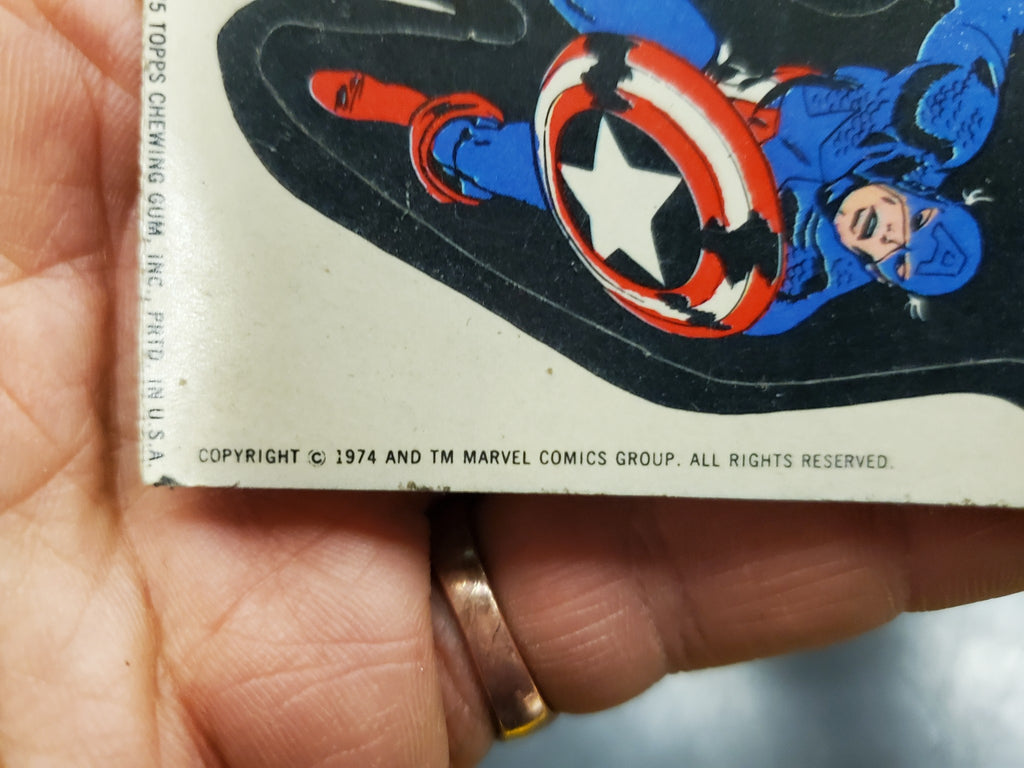 5 TOPPS CHEWING GUM, INC., PRTD. IN U.S.A.
COPYRIGHT © 1974 AND TM MARVEL COMICS GROUP. ALL RIGHTS RESERVED.